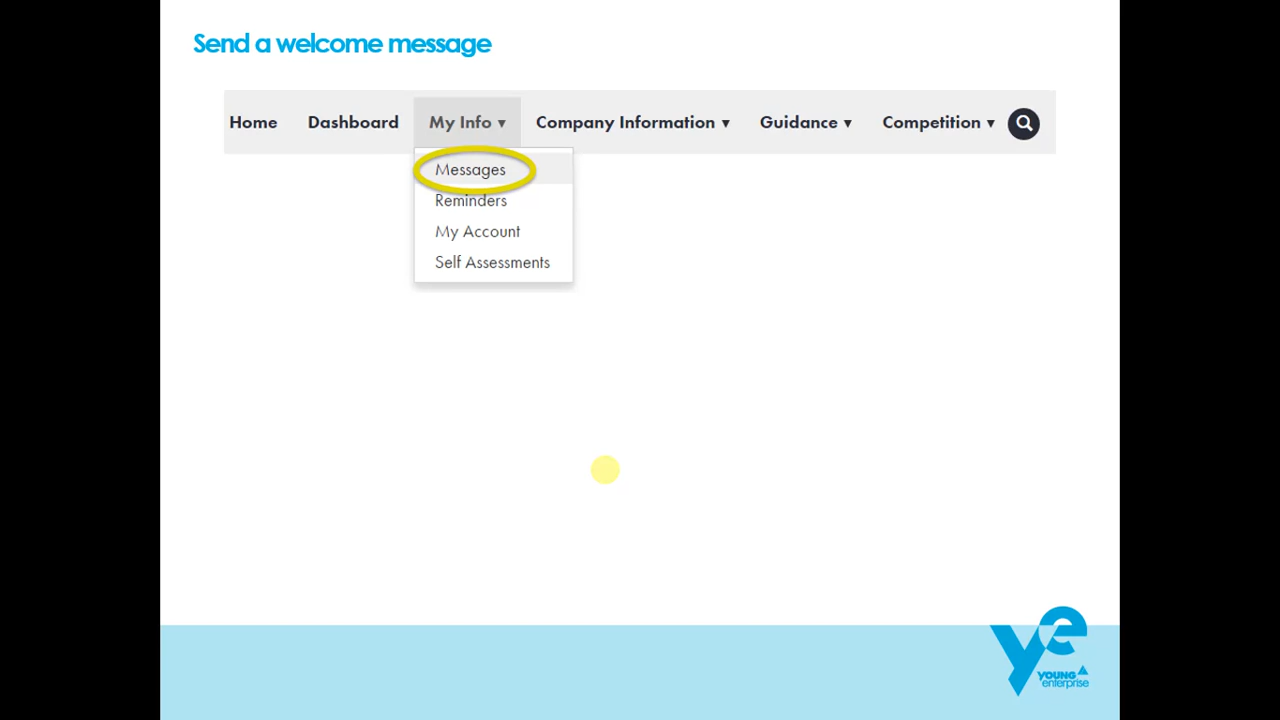 Send a welcome message
Home Dashboard My Info ▾ Company Information ▾ Guidance ▾ Competition ▾
Messages
Reminders
My Account
Self Assessments
ye
YOUNG
enterprise